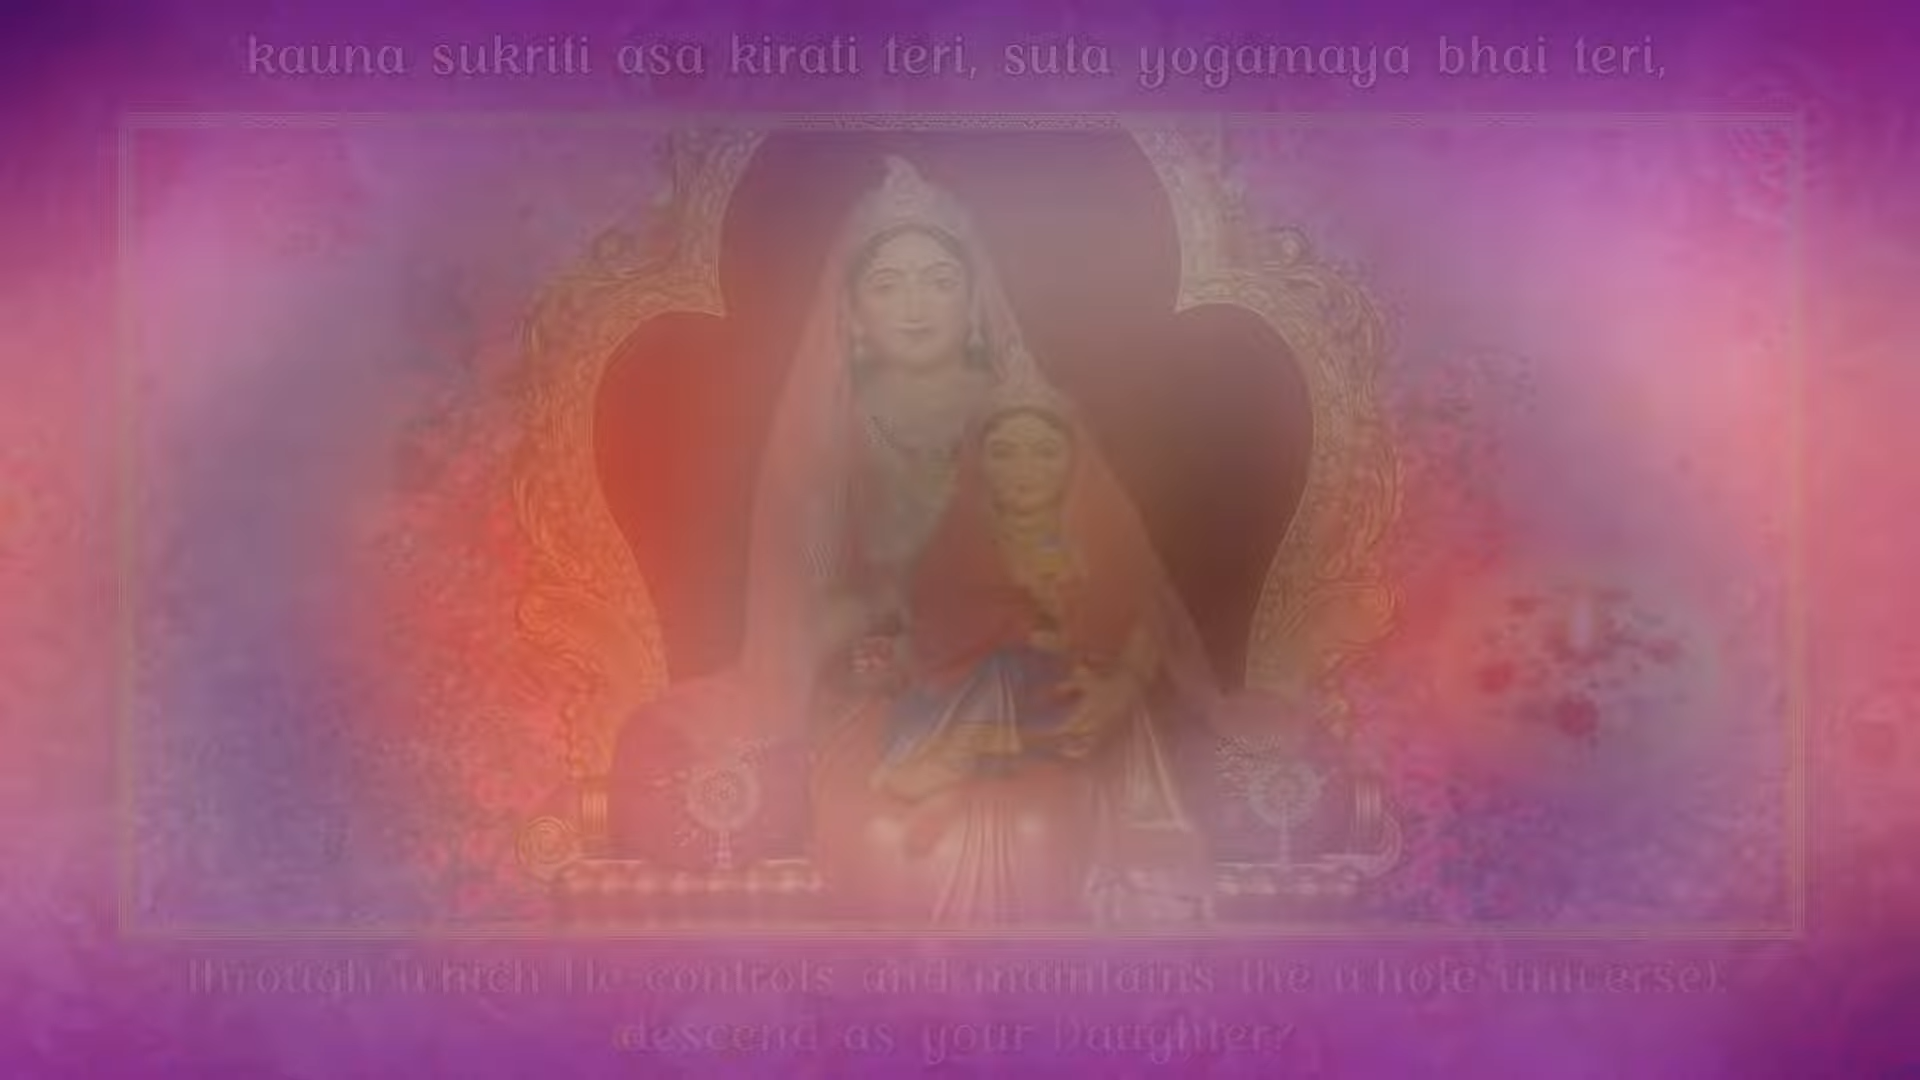 kauna sukriti asa kirati teri, suta yogamaya bhai teri,
through which He controls and maintains the whole universe),
descend as your Daughter?